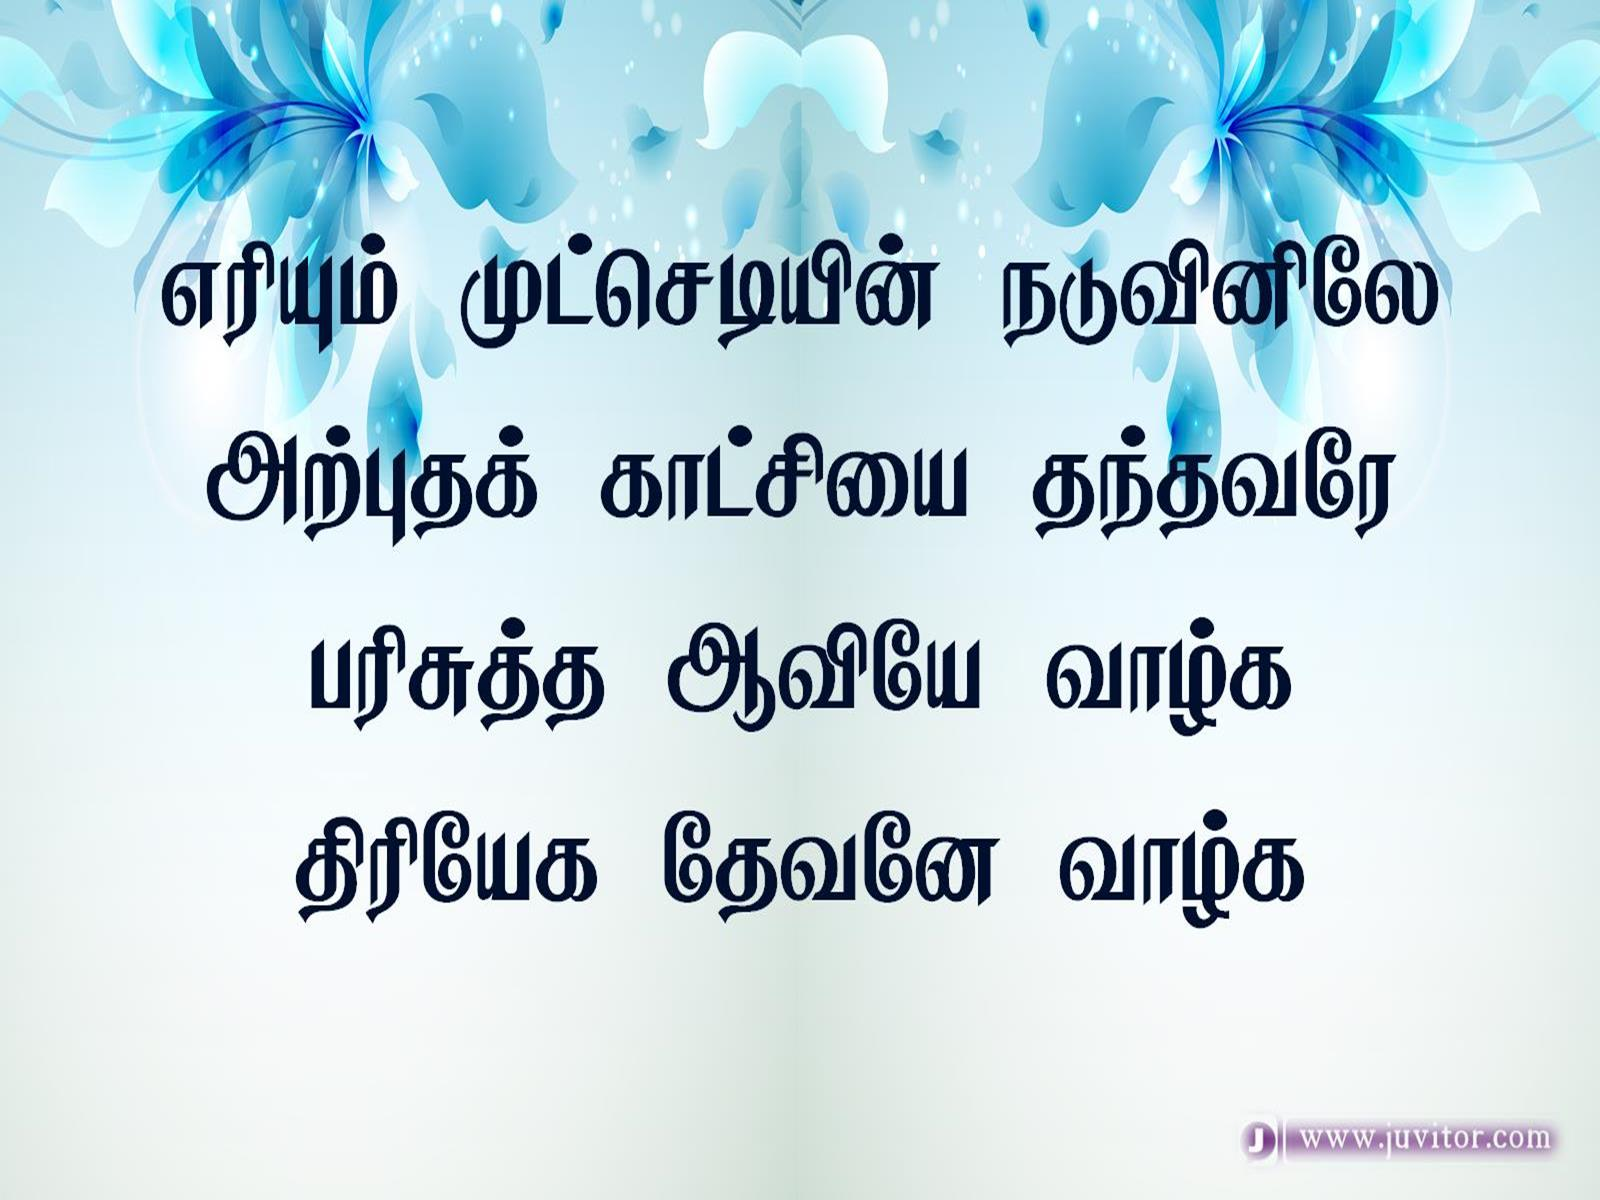 எரியும் முட்செடியின் நடுவினிலே
அற்புதக் காட்சியை தந்தவரே
பரிசுத்த ஆவியே வாழ்க
திரியேக தேவனே வாழ்க
J www.juvitor.com